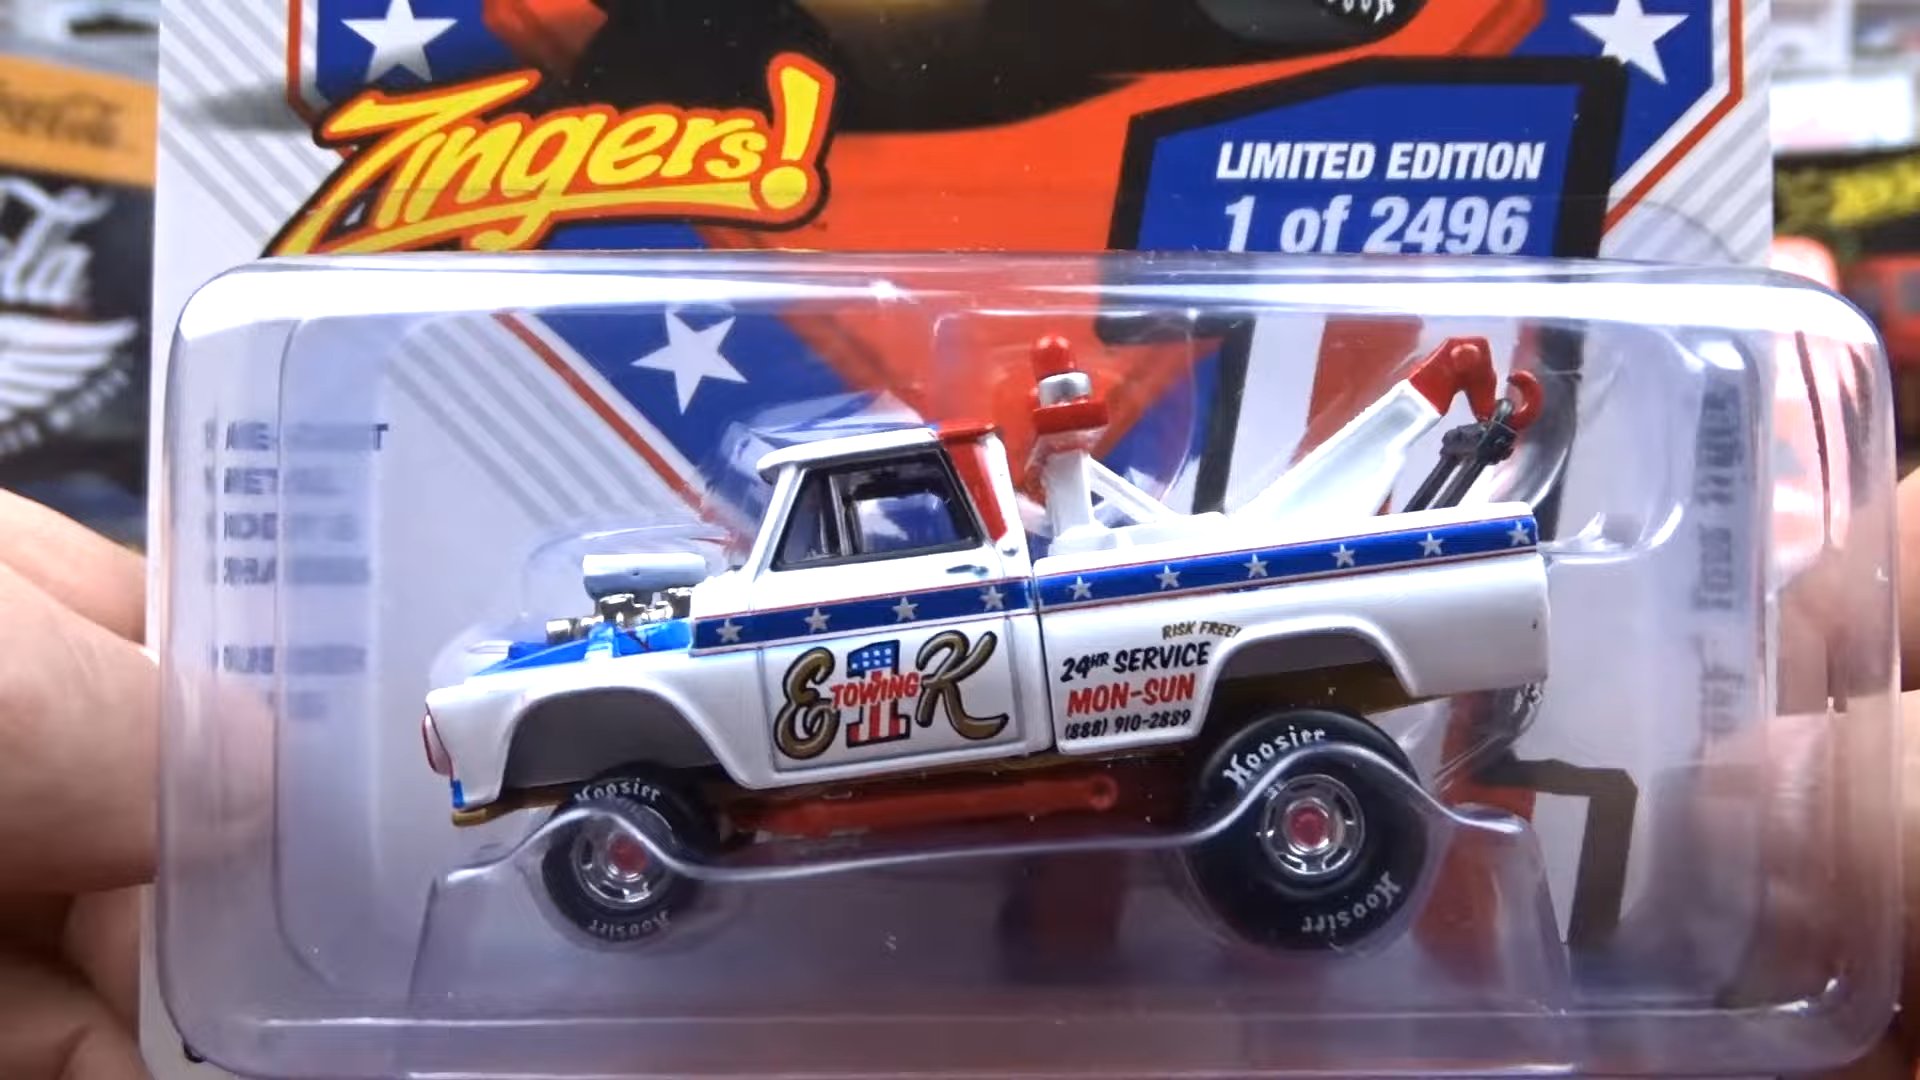 Zingers!
LIMITED EDITION
1 of 2496
E 1 K
TOWING
RISK FREE!
24HR SERVICE
MON-SUN
(888) 910-2889
Hoosier
Hoosier
Hoosier
Hoosier